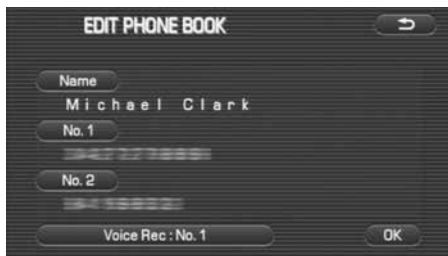 EDIT PHONE BOOK
Name
Michael Clark
No. 1
No. 2
Voice Rec : No. 1
OK